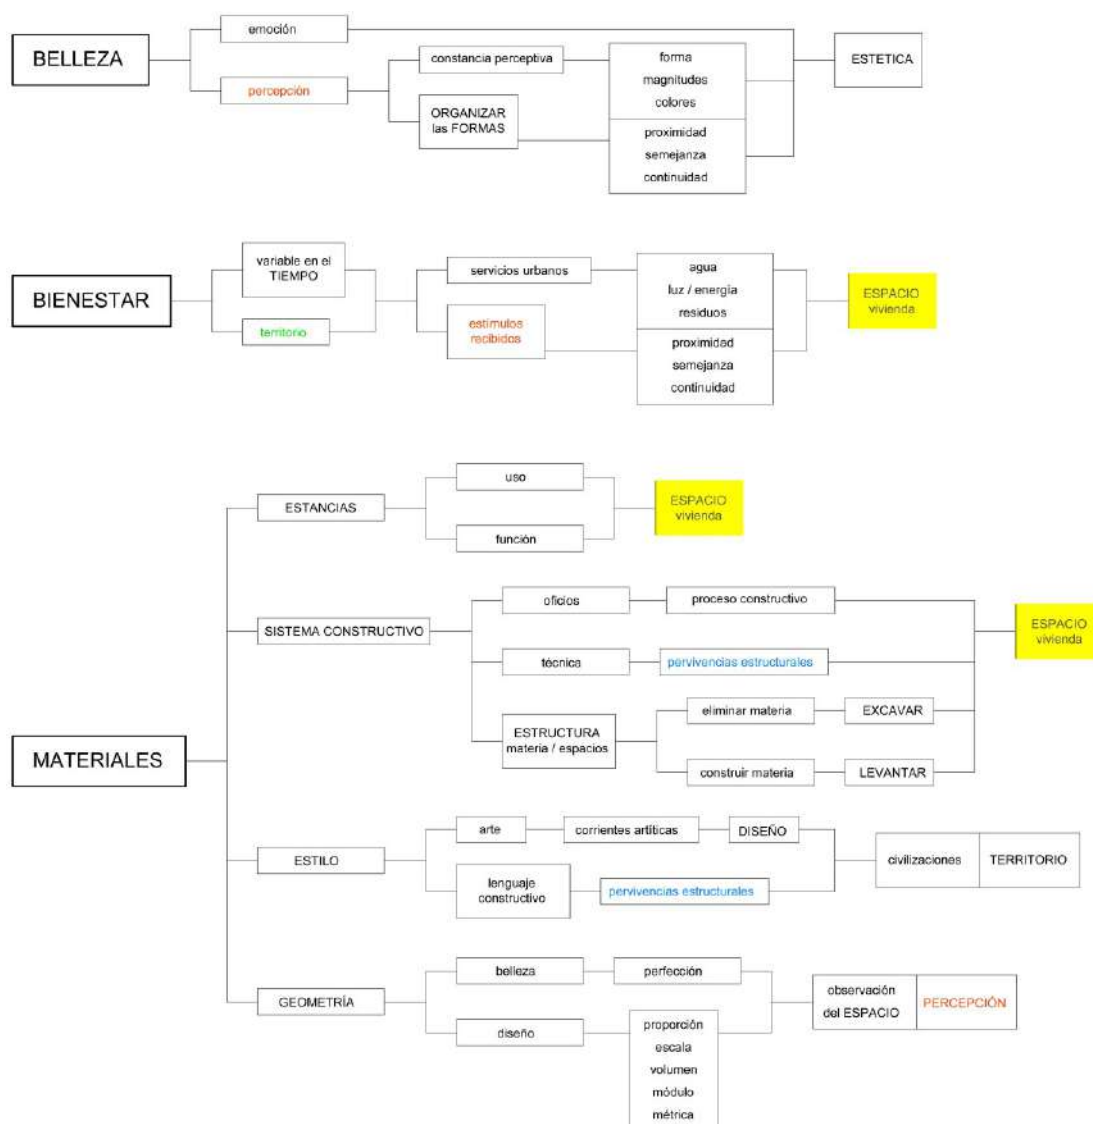 BELLEZA
emoción
percepción
constancia perceptiva
ORGANIZAR
las FORMAS
forma
magnitudes
colores
proximidad
semejanza
continuidad
ESTETICA
BIENESTAR
variable en el
TIEMPO
territorio
servicios urbanos
estímulos
recibidos
agua
luz / energía
residuos
proximidad
semejanza
continuidad
ESPACIO
vivienda
MATERIALES
ESTANCIAS
uso
función
ESPACIO
vivienda
SISTEMA CONSTRUCTIVO
oficios
proceso constructivo
técnica
pervivencias estructurales
ESTRUCTURA
materia / espacios
eliminar materia
EXCAVAR
construir materia
LEVANTAR
ESPACIO
vivienda
ESTILO
arte
corrientes artíticas
DISEÑO
lenguaje
constructivo
pervivencias estructurales
civilizaciones
TERRITORIO
GEOMETRÍA
belleza
perfección
diseño
proporción
escala
volumen
módulo
métrica
observación
del ESPACIO
PERCEPCIÓN